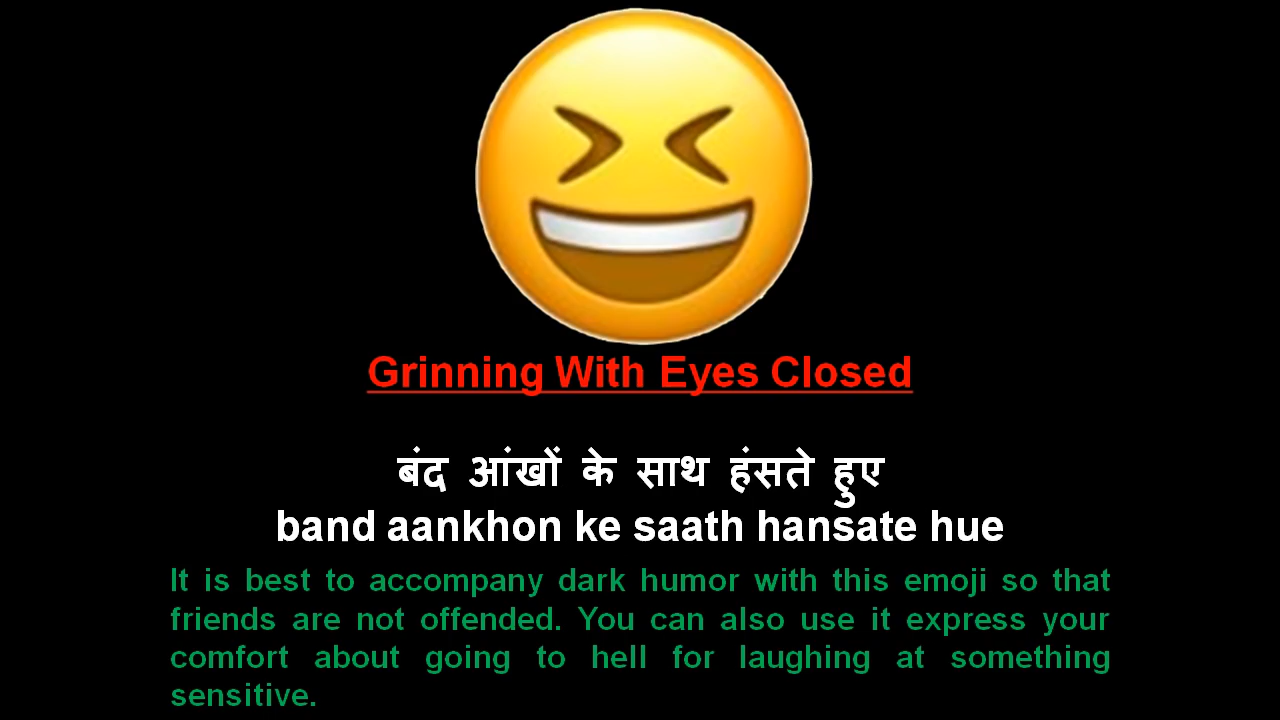 Grinning With Eyes Closed
बंद आंखों के साथ हंसते हुए
band aankhon ke saath hansate hue
It is best to accompany dark humor with this emoji so that
friends are not offended. You can also use it express your
comfort about going to hell for laughing at something
sensitive.